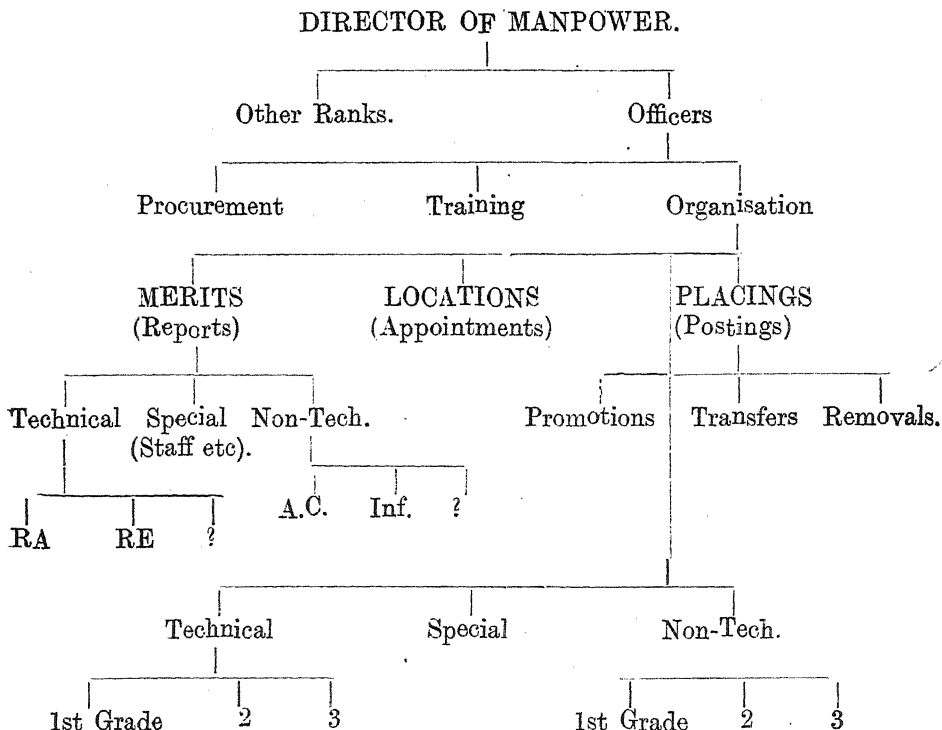 DIRECTOR OF MANPOWER.
Other Ranks. Officers
Procurement Training Organisation
MERITS LOCATIONS PLACINGS
(Reports) (Appointments) (Postings)
Technical Special Non-Tech. Promotions Transfers Removals.
(Staff etc).
A.C. Inf. ?
RA RE ?
Technical Special Non-Tech.
1st Grade 2 3 1st Grade 2 3